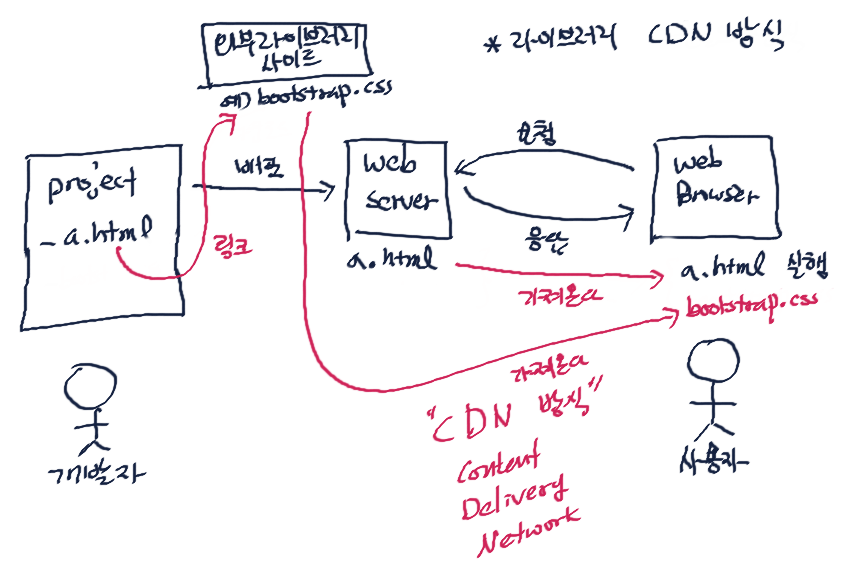 * 라이브러리 CDN 방식
외부라이브러리
사이트
예) bootstrap.css
project
- a.html
링크
배포
Web
Server
a.html
요청
응답
Web
Browser
a.html 실행
bootstrap.css
가져온다
가져온다
"CDN 방식"
Content
Delivery
Network
개발자
사용자